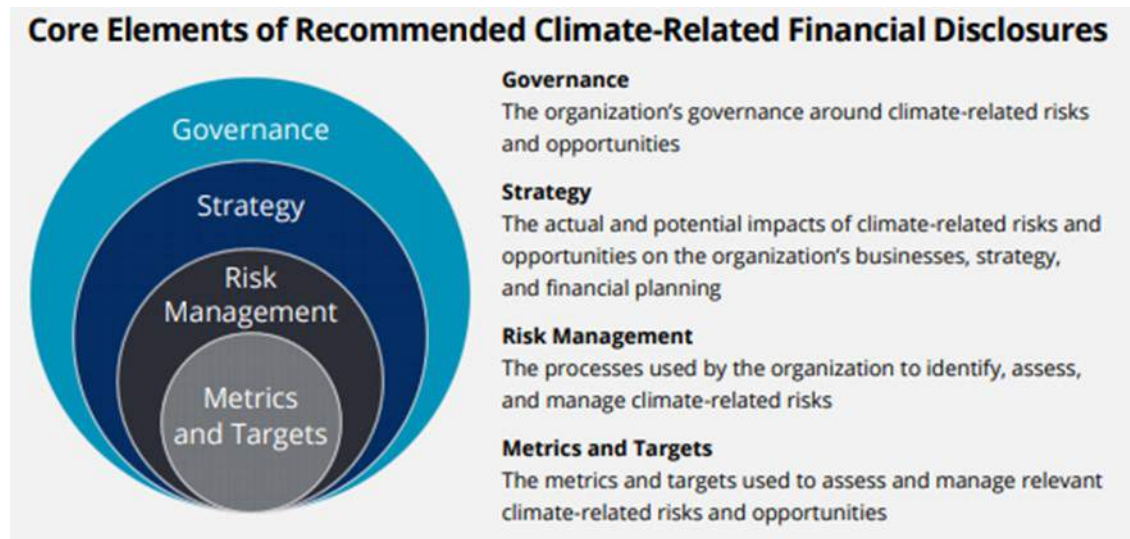 Core Elements of Recommended Climate-Related Financial Disclosures
Governance
Strategy
Risk
Management
Metrics
and Targets
Governance
The organization’s governance around climate-related risks
and opportunities
Strategy
The actual and potential impacts of climate-related risks and
opportunities on the organization’s businesses, strategy,
and financial planning
Risk Management
The processes used by the organization to identify, assess,
and manage climate-related risks
Metrics and Targets
The metrics and targets used to assess and manage relevant
climate-related risks and opportunities